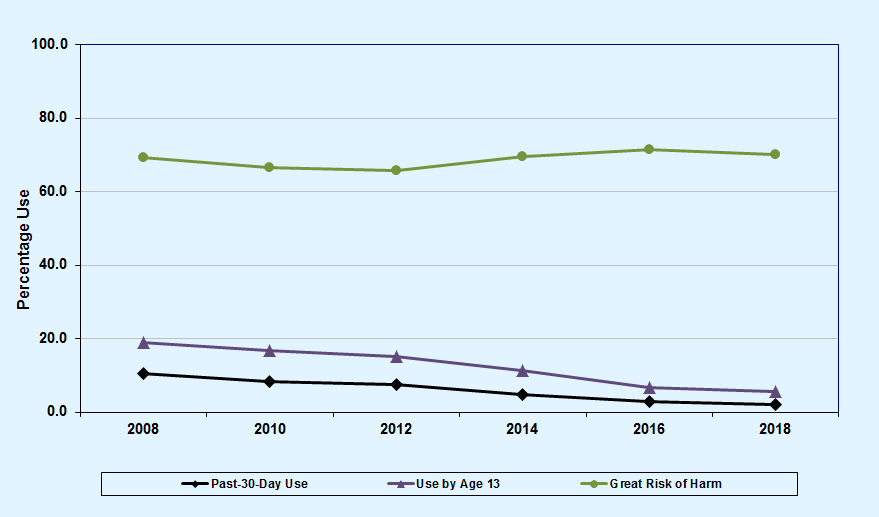 100.0
80.0
60.0
40.0
20.0
0.0
Percentage Use
2008 2010 2012 2014 2016 2018
Past-30-Day Use Use by Age 13 Great Risk of Harm